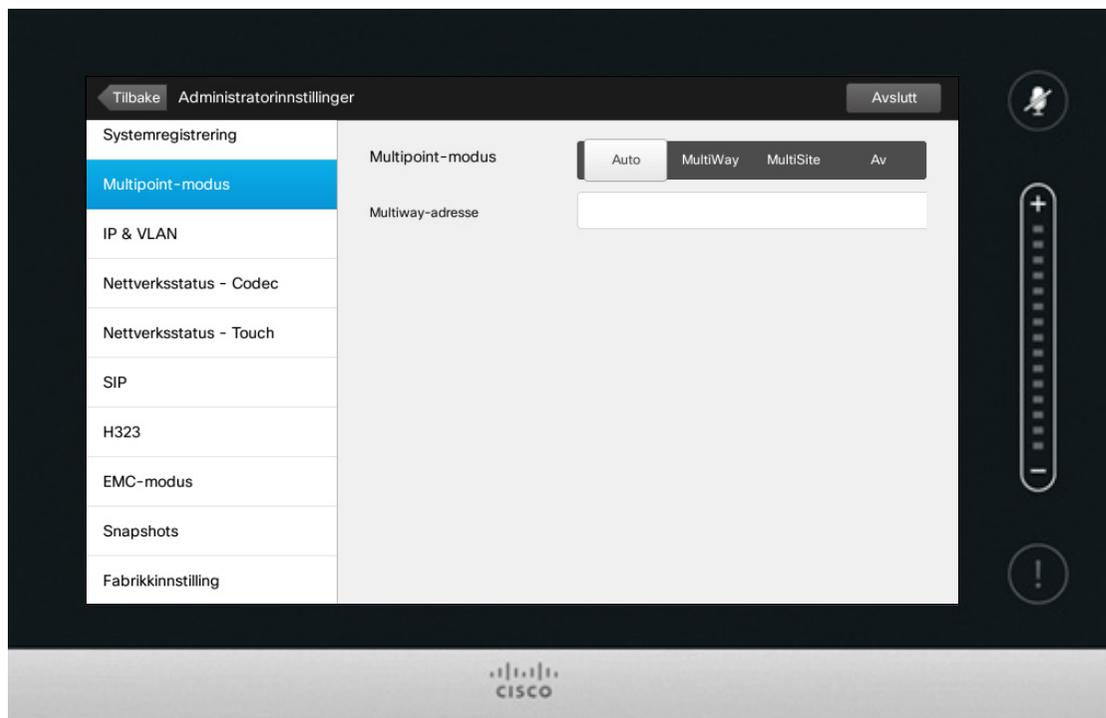 Tilbake Administratorinnstillinger Avslutt
Systemregistrering
Multipoint-modus
IP & VLAN
Nettverksstatus - Codec
Nettverksstatus - Touch
SIP
H323
EMC-modus
Snapshots
Fabrikkinnstilling
Multipoint-modus Auto MultiWay MultiSite Av
Multiway-adresse
+
−
!
CISCO